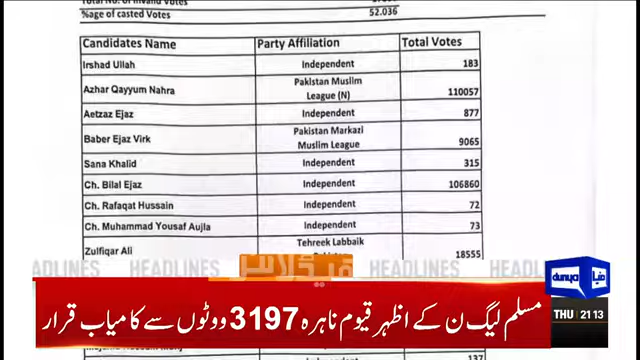 %age of casted Votes 52.036
Candidates Name Party Affiliation Total Votes
Irshad Ullah Independent 183
Azhar Qayyum Nahra Pakistan Muslim League (N) 110057
Aetzaz Ejaz Independent 877
Baber Ejaz Virk Pakistan Markazi Muslim League 9065
Sana Khalid Independent 315
Ch. Bilal Ejaz Independent 106860
Ch. Rafaqat Hussain Independent 72
Ch. Muhammad Yousaf Aujla Independent 73
Zulfiqar Ali Tehreek Labbaik 18555
HEADLINES HEADLINES HEADLINES HEADLINES
ہیڈلائنز
dunya دنیا
مسلم لیگ ن کے اظہر قیوم ناہرہ 3197 ووٹوں سے کامیاب قرار
THU 21:13
137